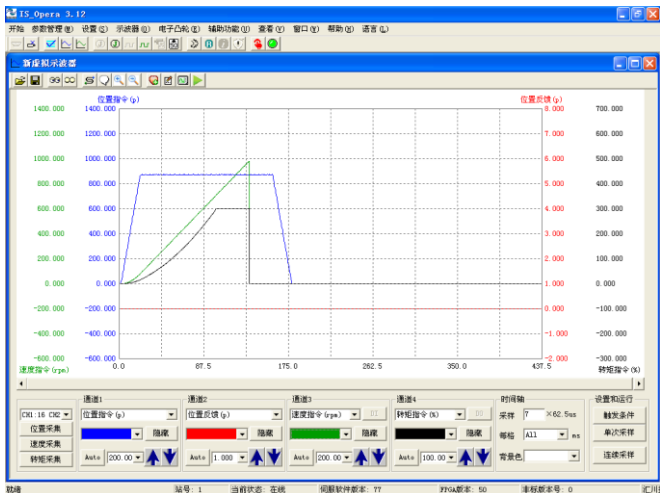 IS_Opera 3.12
开始 参数管理(M) 设置(S) 示波器(O) 电子凸轮(E) 辅助功能(U) 查看(V) 窗口(W) 帮助(H) 语言(L)
新虚拟示波器
位置指令(p) 位置反馈(p)
1400.000 1400.000 8.000 700.000
1200.000 1200.000 7.000 600.000
1000.000 1000.000 6.000 500.000
800.000 800.000 5.000 400.000
600.000 600.000 4.000 300.000
400.000 400.000 3.000 200.000
200.000 200.000 2.000 100.000
0.000 0.000 1.000 0.000
-200.000 -200.000 0.000 -100.000
-400.000 -400.000 -1.000 -200.000
-600.000 -600.000 -2.000 -300.000
速度指令(rpm) 0.0 87.5 175.0 262.5 350.0 437.5 转矩指令(%)
通道1 通道2 通道3 通道4 时间轴 设置和运行
CH1:16 CH2 位置指令(p) 位置反馈(p) 速度指令(rpm) 转矩指令(%) 采样 7 ×62.5us 触发条件
位置采集 隐藏 隐藏 隐藏 隐藏 每格 All ms 单次采样
速度采集
转矩采集 Auto 200.00 Auto 1.000 Auto 200.00 Auto 100.00 背景色 连续采样
就绪 站号: 1 当前状态: 在线 伺服软件版本: 77 FPGA版本: 50 非标版本号: 0 汇川